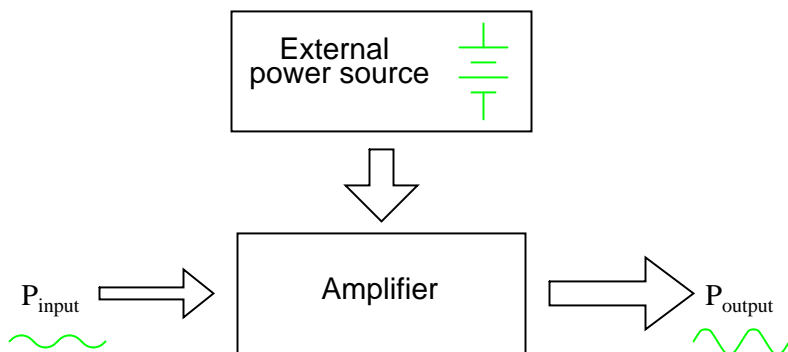 External
power source
P_input
Amplifier
P_output